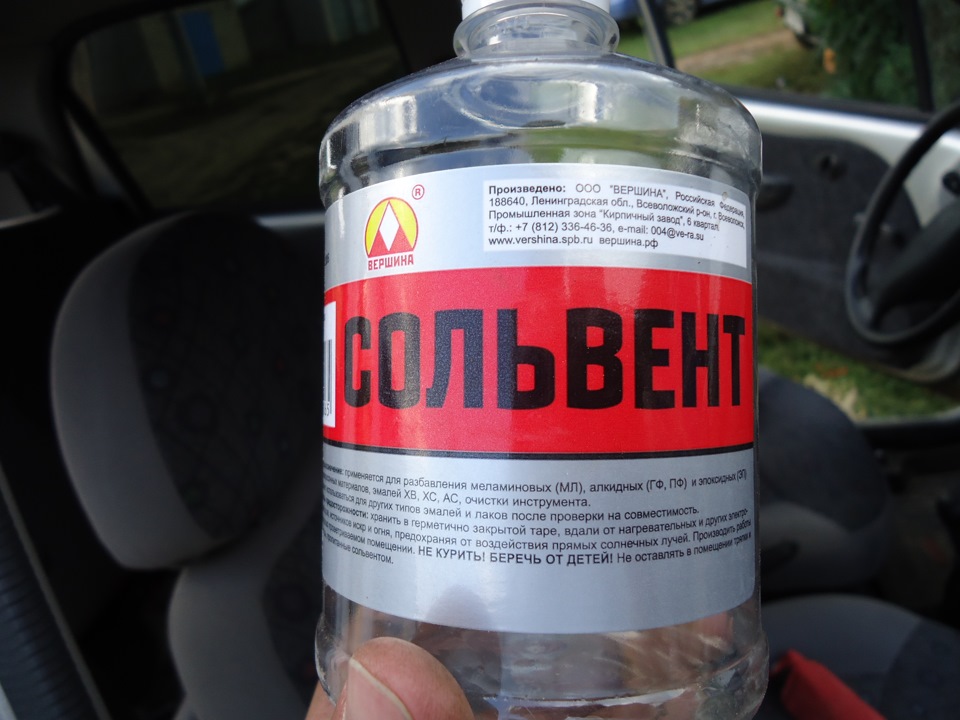 ®
ВЕРШИНА
Произведено: ООО "ВЕРШИНА", Российская Федерация,
188640, Ленинградская обл., Всеволожский р-он, г. Всеволожск,
Промышленная зона "Кирпичный завод", 6 квартал
т/ф.: +7 (812) 336-46-36, e-mail: 004@ve-ra.su
www.vershina.spb.ru вершина.рф
СОЛЬВЕНТ
применяется для разбавления меламиновых (МЛ), алкидных (ГФ, ПФ) и эпоксидных (ЭП)
материалов, эмалей ХВ, ХС, АС, очистки инструмента.
использоваться для других типов эмалей и лаков после проверки на совместимость.
хранить в герметично закрытой таре, вдали от нагревательных и других электро-
источников искр и огня, предохраняя от воздействия прямых солнечных лучей. Производить работы
помещении. НЕ КУРИТЬ! БЕРЕЧЬ ОТ ДЕТЕЙ! Не оставлять в помещении тряпки и
сольвентом.